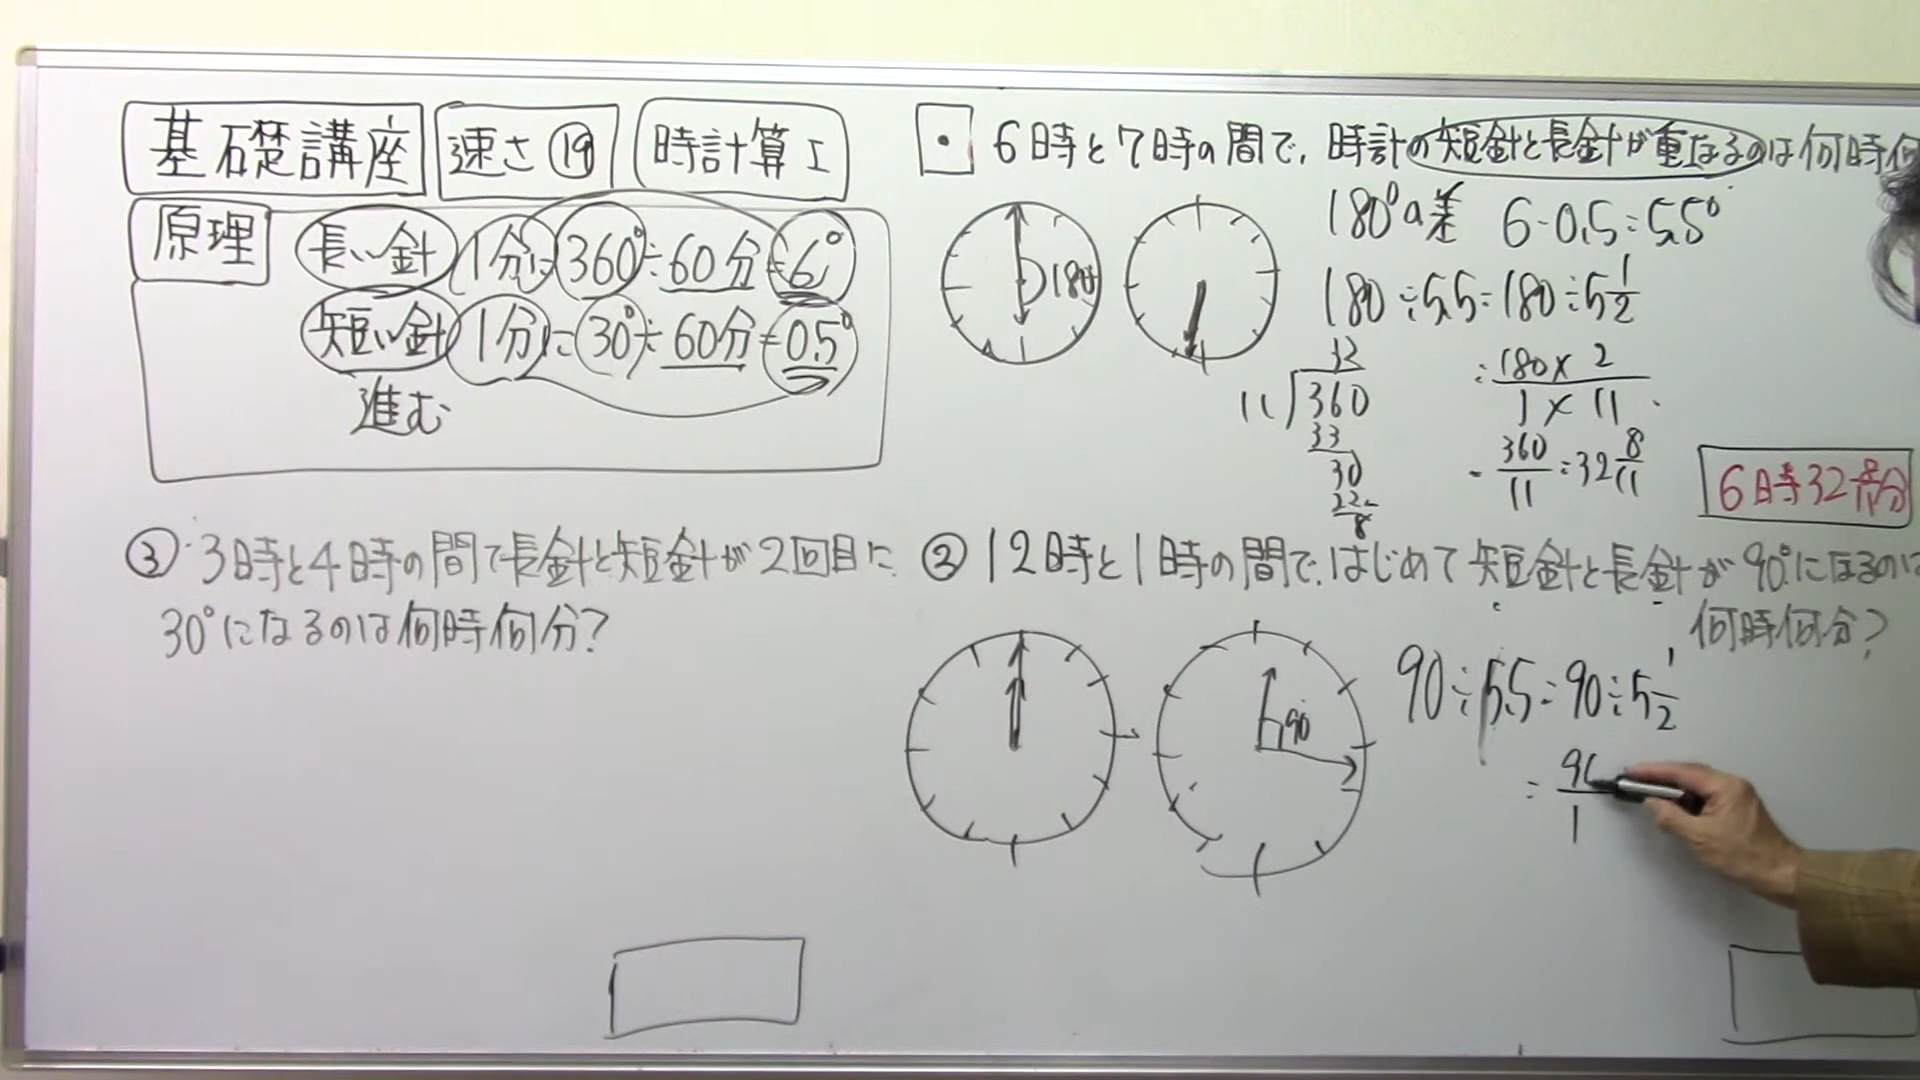 基礎講座 速さ⑲ 時計算I
原理 長い針 1分に 360°÷60分=6°
短い針 1分に 30°÷60分=0.5°
進む
• 6時と7時の間で、時計の短針と長針が重なるのは何時何
180
180°の差 6-0.5=5.5°
180÷5.5=180÷5 1/2
=180×2/1×11
=360/11=32 8/11
32
11)360
33
30
22
8
6時32 8/11分
③ 3時と4時の間で長針と短針が2回目に
30°になるのは何時何分?
② 12時と1時の間で、はじめて短針と長針が90°になるのは
何時何分?
90
90÷5.5=90÷5 1/2
=90/1